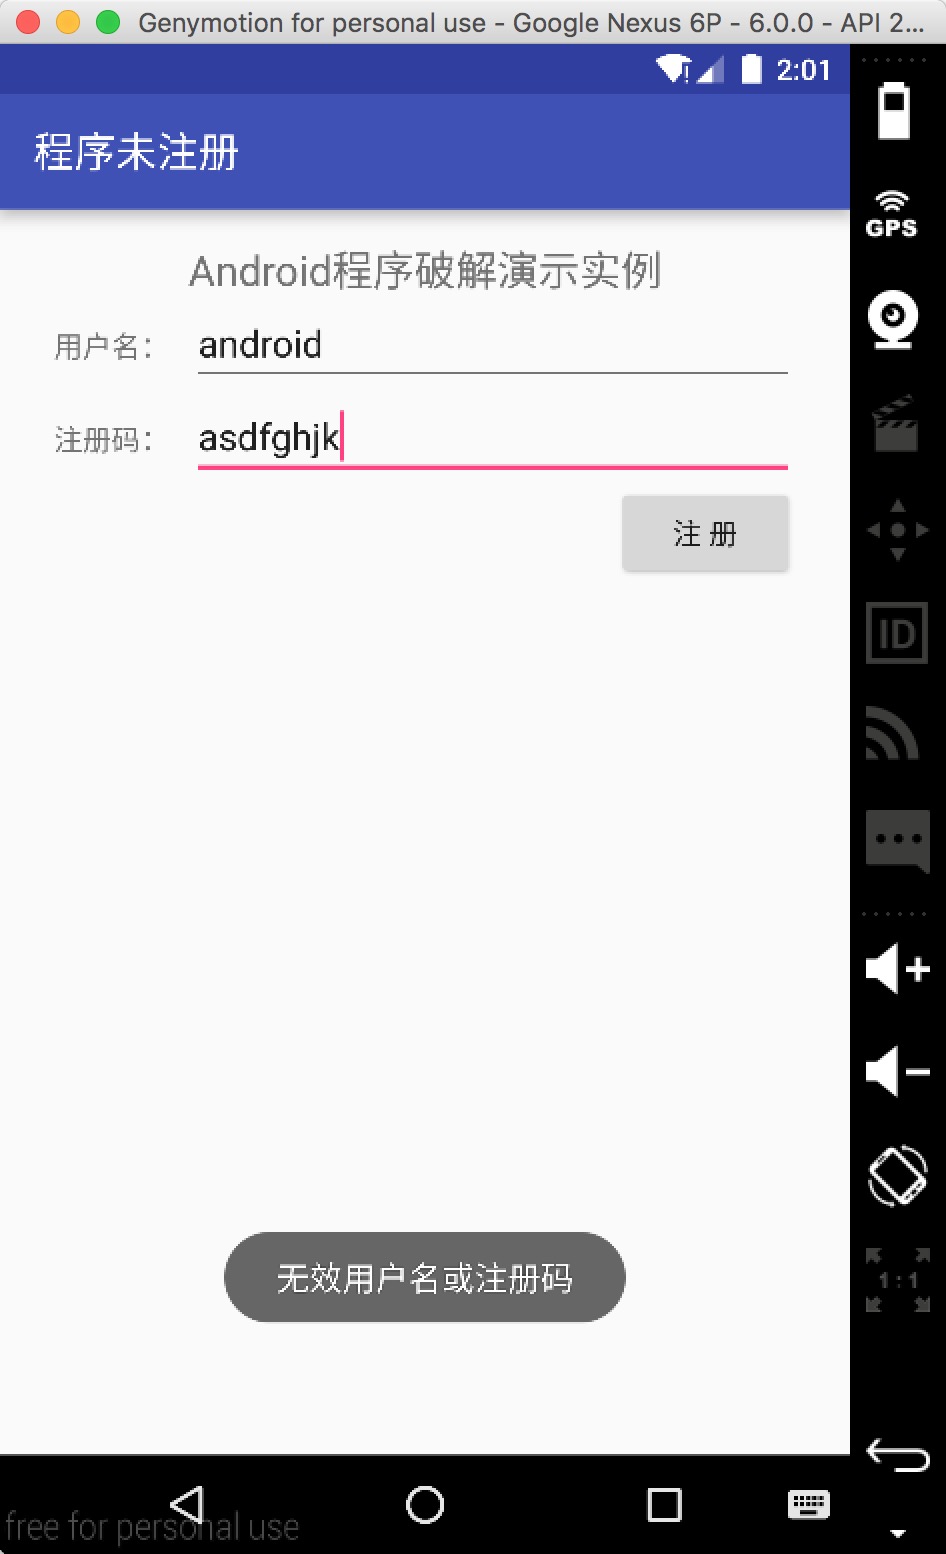 Genymotion for personal use - Google Nexus 6P - 6.0.0 - API 2...
2:01
程序未注册
GPS
Android程序破解演示实例
用户名：
android
注册码：
asdfghjk
注 册
ID
1:1
无效用户名或注册码
free for personal use